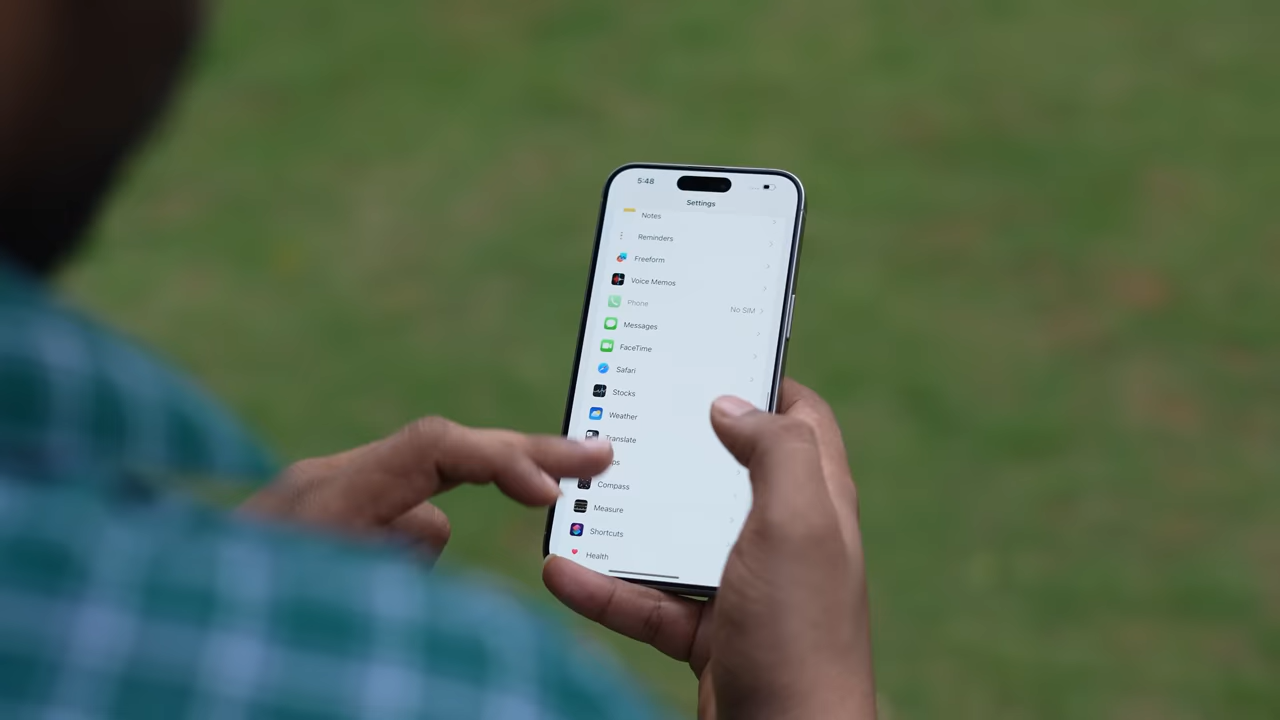 5:48
Settings
Notes
Reminders
Freeform
Voice Memos
Phone No SIM
Messages
FaceTime
Safari
Stocks
Weather
Translate
ps
Compass
Measure
Shortcuts
Health